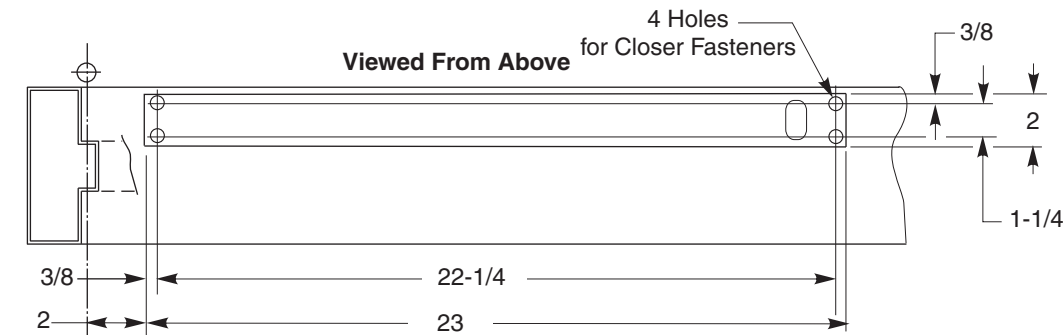 4 Holes
for Closer Fasteners
3/8
Viewed From Above
2
1-1/4
3/8
22-1/4
2
23